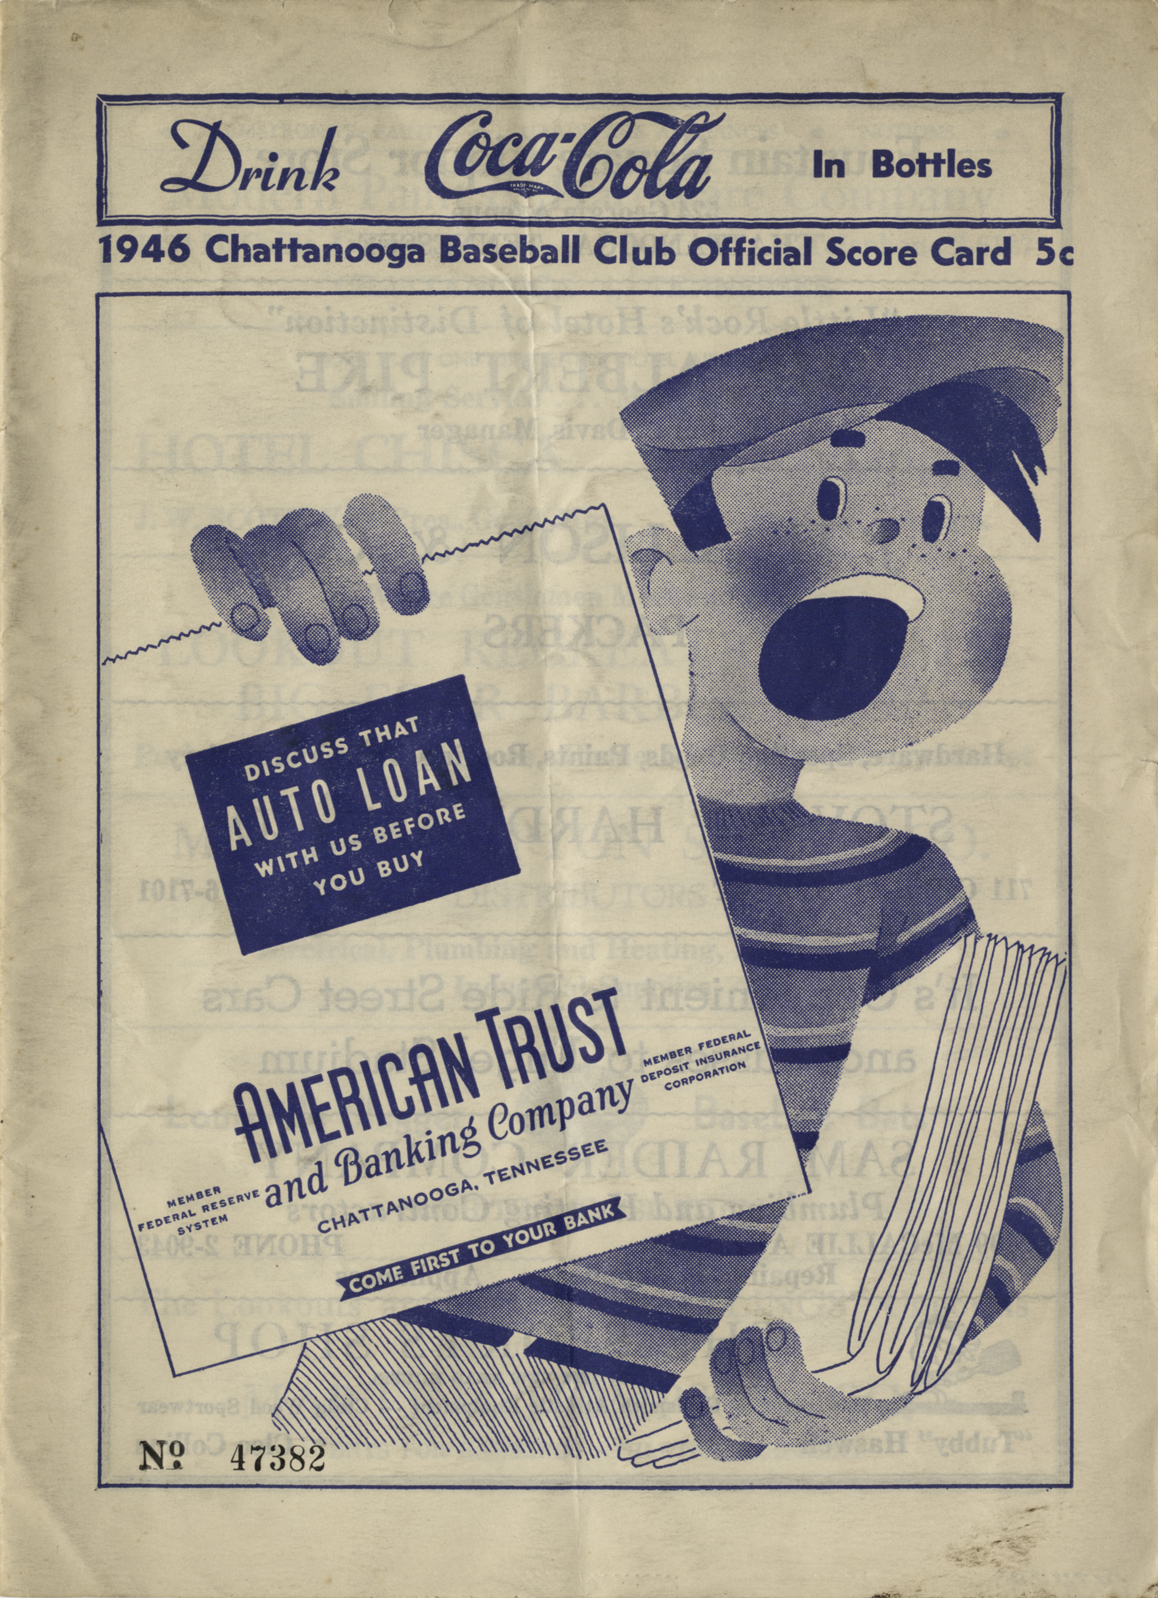 Drink Coca-Cola In Bottles
TRADE MARK
1946 Chattanooga Baseball Club Official Score Card 5c
DISCUSS THAT
AUTO LOAN
WITH US BEFORE
YOU BUY
AMERICAN TRUST
and Banking Company
MEMBER FEDERAL
DEPOSIT INSURANCE
CORPORATION
MEMBER
FEDERAL RESERVE
SYSTEM
CHATTANOOGA, TENNESSEE
COME FIRST TO YOUR BANK
Nº 47382